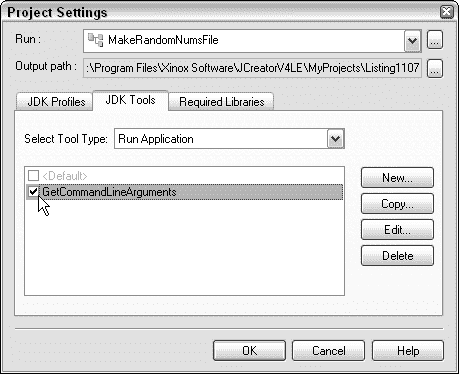 Project Settings
Run :
MakeRandomNumsFile
...
Output path :
:\Program Files\Xinox Software\JCreatorV4LE\MyProjects\Listing1107
...
JDK Profiles
JDK Tools
Required Libraries
Select Tool Type:
Run Application
<Default>
GetCommandLineArguments
New...
Copy...
Edit...
Delete
OK
Cancel
Help